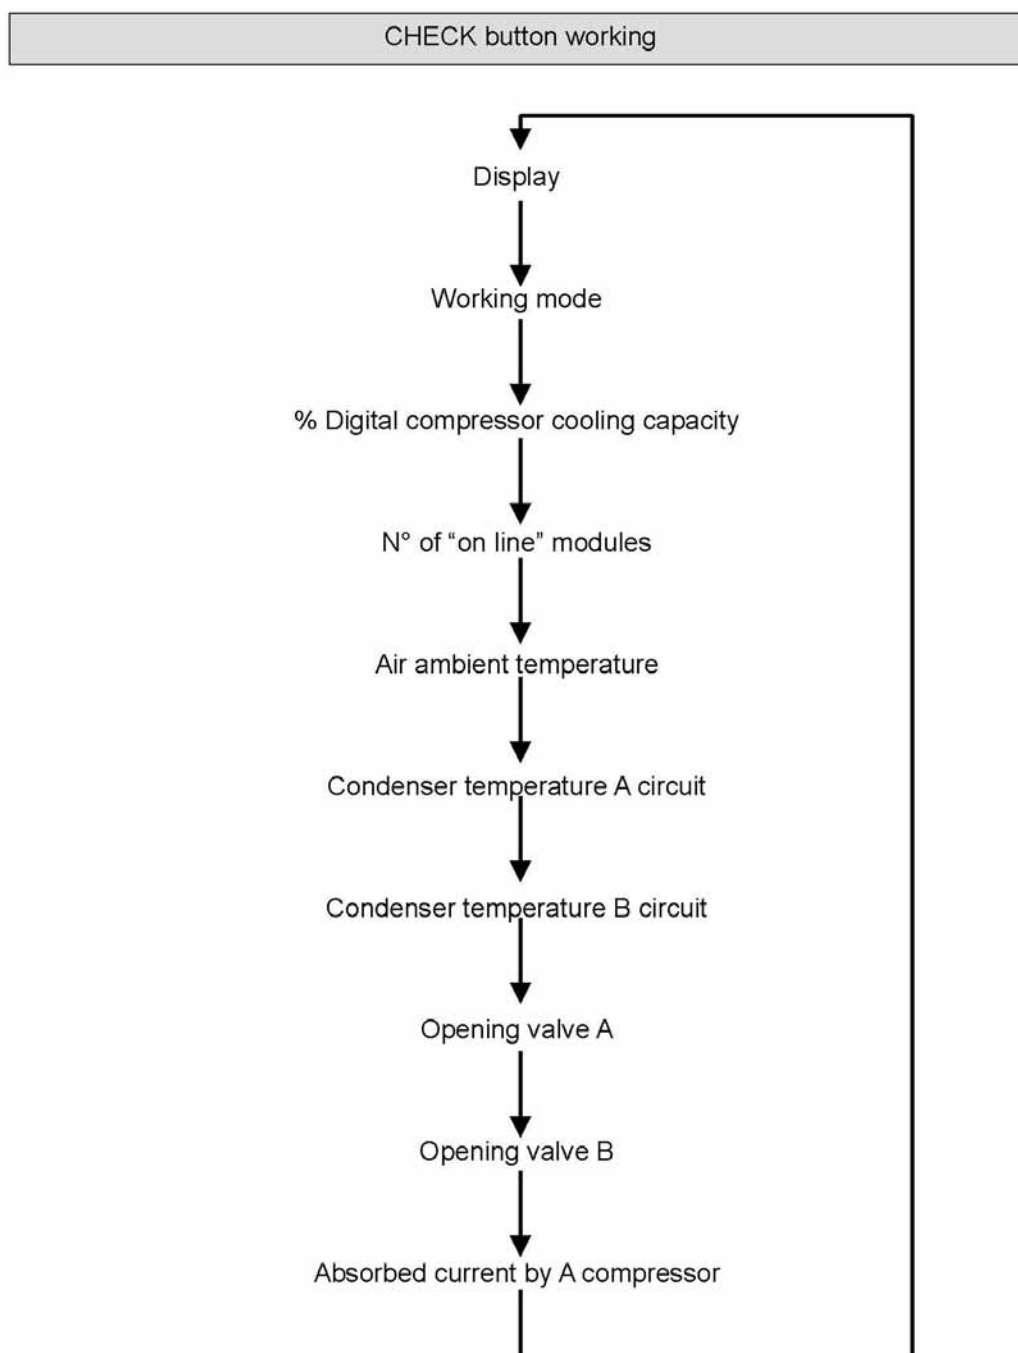 CHECK button working
Display
Working mode
% Digital compressor cooling capacity
N° of “on line” modules
Air ambient temperature
Condenser temperature A circuit
Condenser temperature B circuit
Opening valve A
Opening valve B
Absorbed current by A compressor